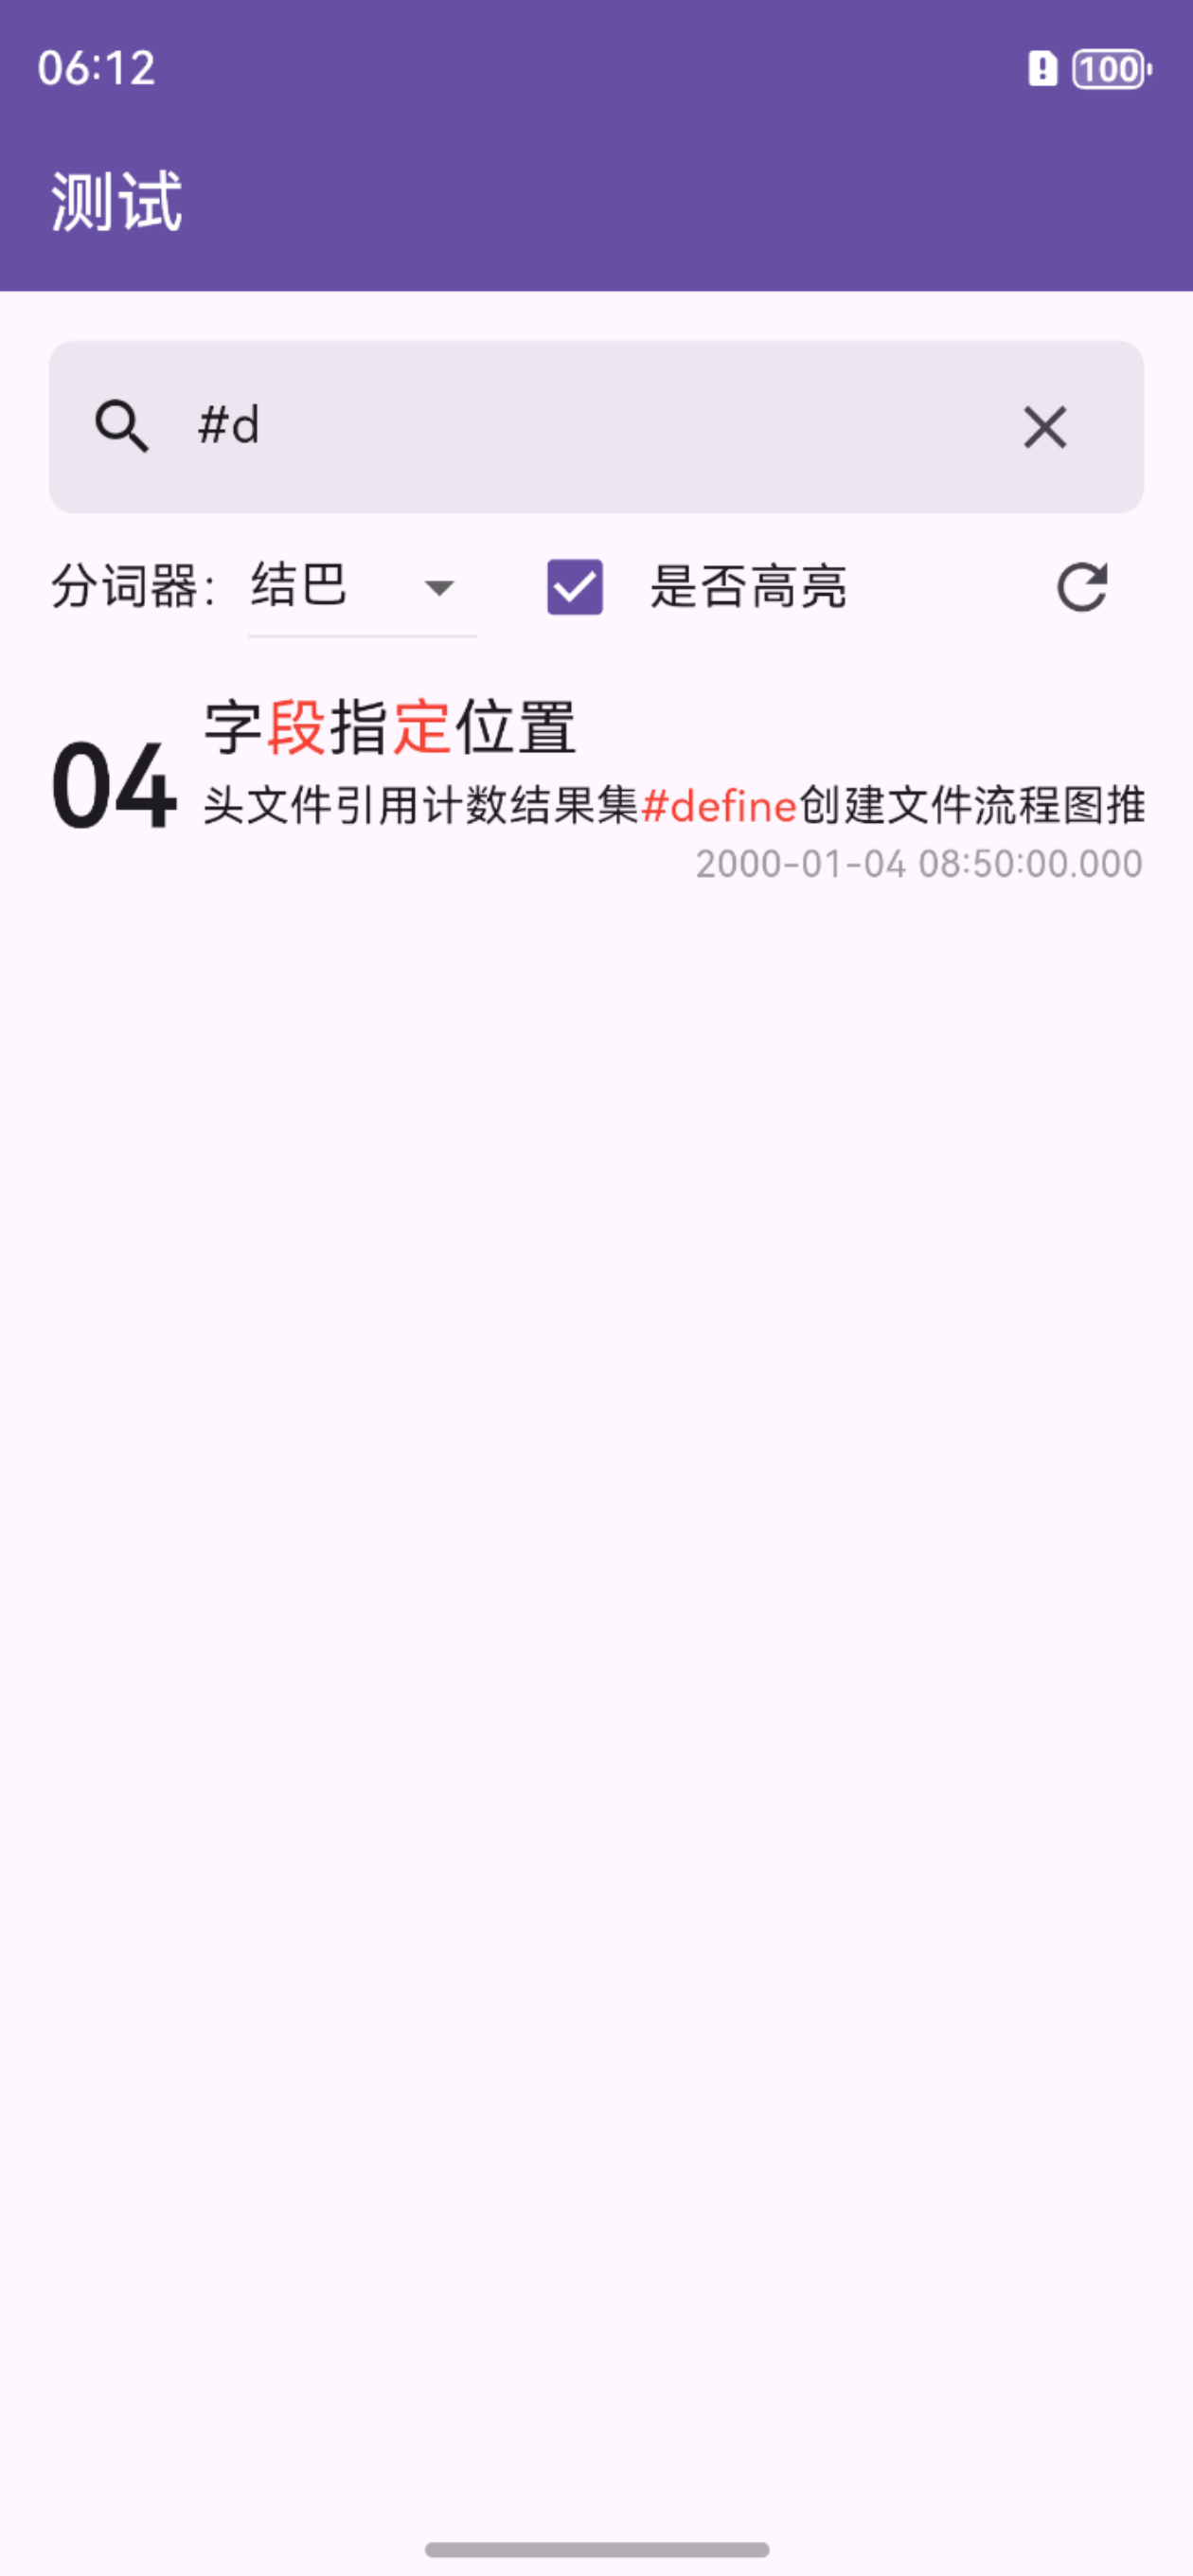 06:12
100
测试
#d
分词器：
结巴
是否高亮
04
字段指定位置
头文件引用计数结果集#define创建文件流程图推
2000-01-04 08:50:00.000